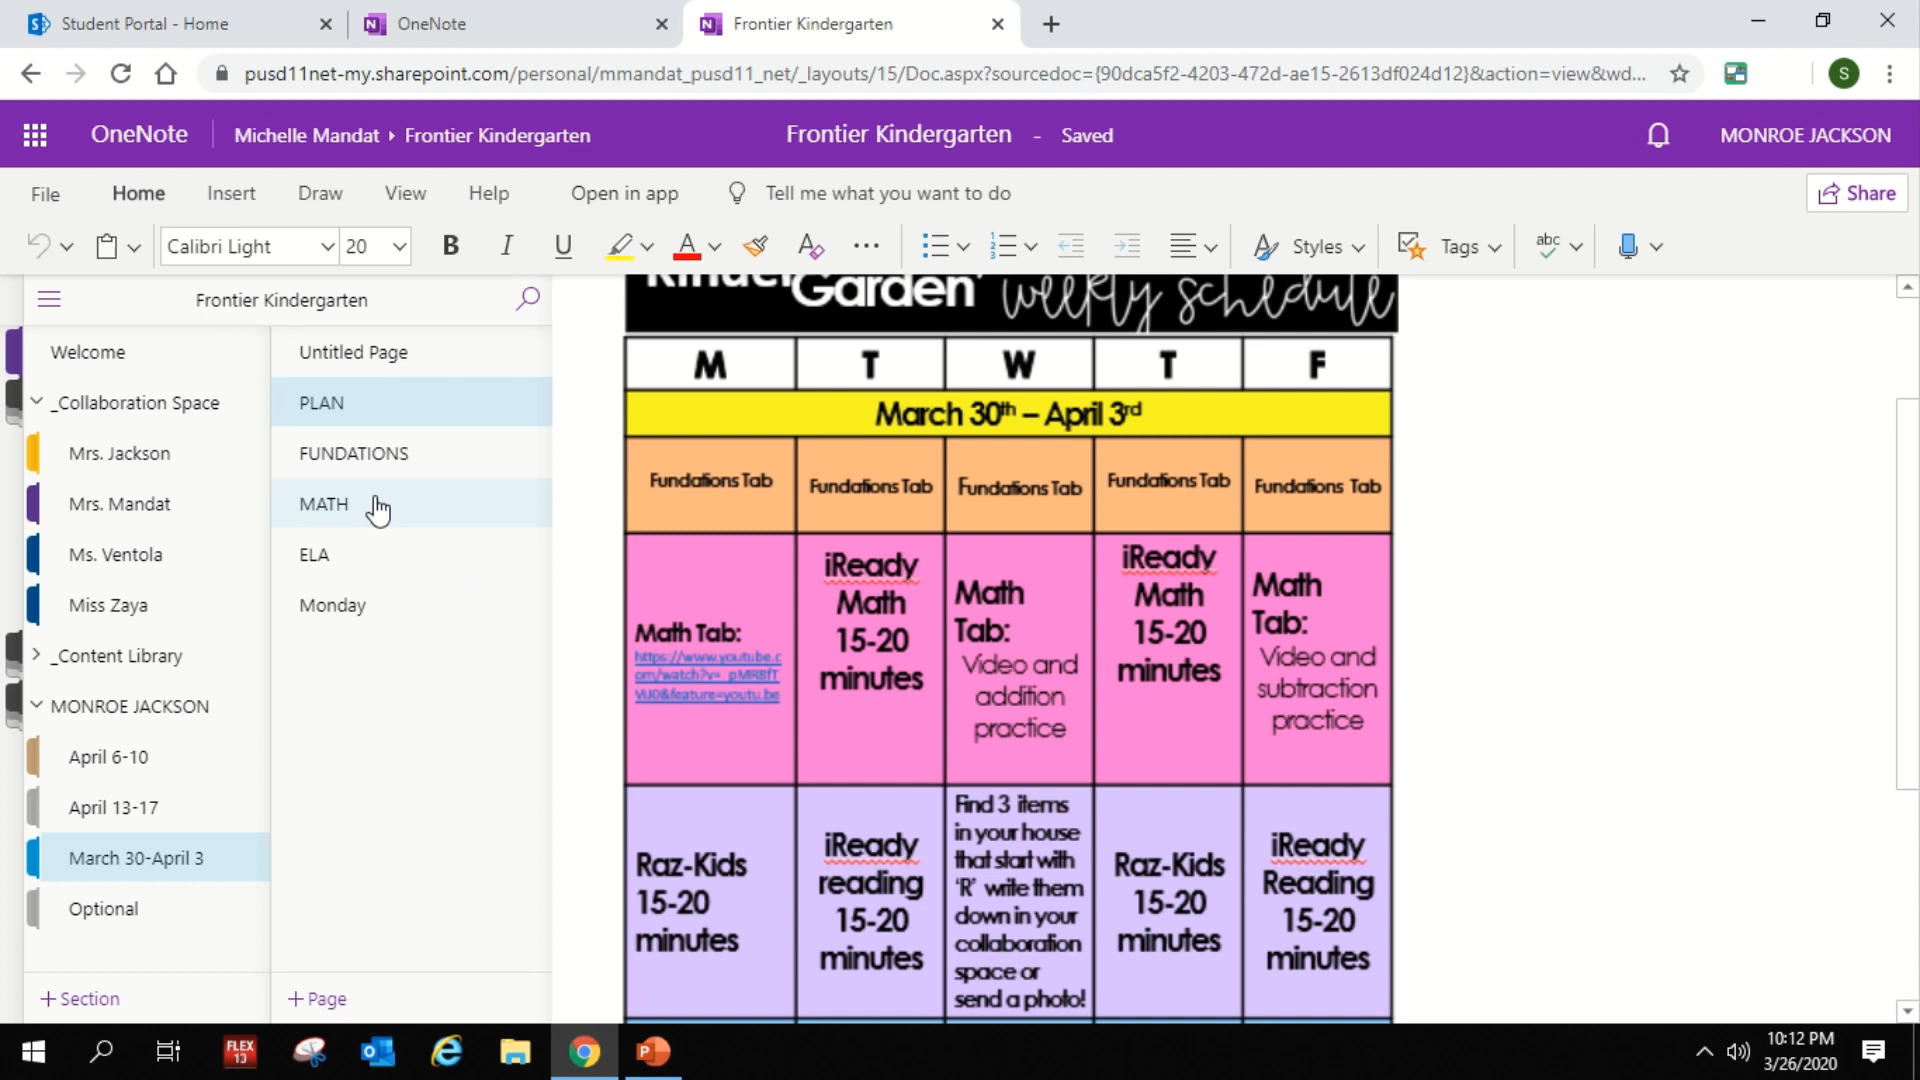 Student Portal - Home
OneNote
Frontier Kindergarten
pusd11net-my.sharepoint.com/personal/mmandat_pusd11_net/_layouts/15/Doc.aspx?sourcedoc={90dca5f2-4203-472d-ae15-2613df024d12}&action=view&wd...
S
OneNote
Michelle Mandat › Frontier Kindergarten
Frontier Kindergarten - Saved
MONROE JACKSON
File
Home
Insert
Draw
View
Help
Open in app
Tell me what you want to do
Share
Calibri Light
20
B
I
U
A
A
Styles
Tags
abc
Frontier Kindergarten
Welcome
_Collaboration Space
Mrs. Jackson
Mrs. Mandat
Ms. Ventola
Miss Zaya
_Content Library
MONROE JACKSON
April 6-10
April 13-17
March 30-April 3
Optional
+ Section
Untitled Page
PLAN
FUNDATIONS
MATH
ELA
Monday
+ Page
Kinder Garden weekly schedule
M
T
W
T
F
March 30th – April 3rd
Fundations Tab
Fundations Tab
Fundations Tab
Fundations Tab
Fundations Tab
Math Tab:
https://www.youtube.c
iReady
Math
15-20
minutes
Math
Tab:
Video and
addition
practice
iReady
Math
15-20
minutes
Math
Tab:
Video and
subtraction
practice
Raz-Kids
15-20
minutes
iReady
reading
15-20
minutes
Find 3 items
in your house
that start with
'R' write them
down in your
collaboration
space or
send a photo!
Raz-Kids
15-20
minutes
iReady
Reading
15-20
minutes
FLEX
13
10:12 PM
3/26/2020